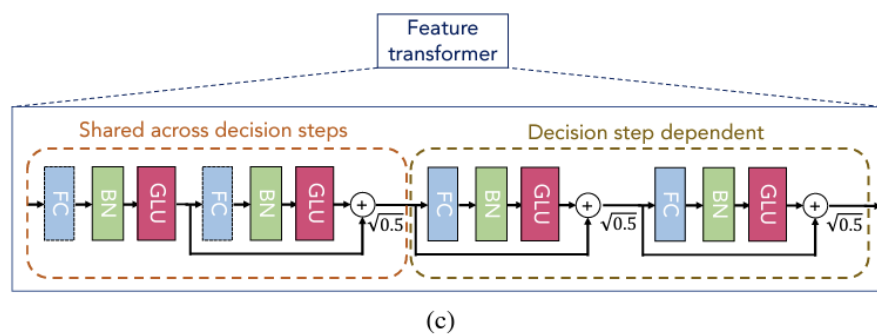 Feature
transformer
Shared across decision steps
Decision step dependent
FC
BN
GLU
FC
BN
GLU
+
√0.5
FC
BN
GLU
+
√0.5
FC
BN
GLU
+
√0.5
(c)